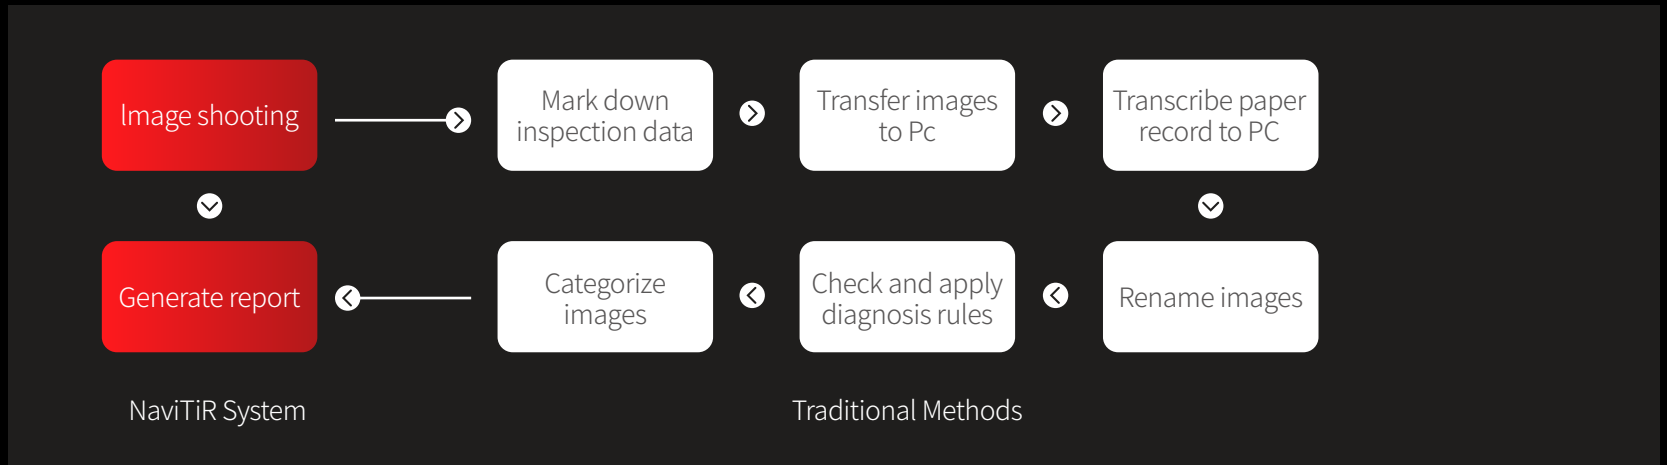 Image shooting
Mark down
inspection data
Transfer images
to Pc
Transcribe paper
record to PC
Generate report
Categorize
images
Check and apply
diagnosis rules
Rename images
NaviTiR System
Traditional Methods